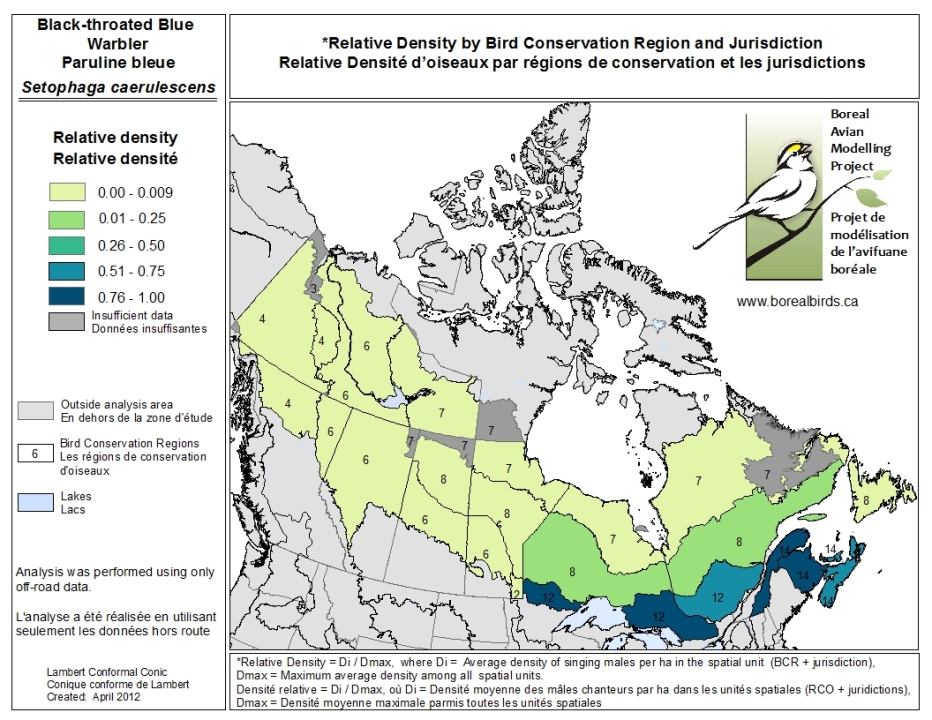 Black-throated Blue
Warbler
Paruline bleue
Setophaga caerulescens
*Relative Density by Bird Conservation Region and Jurisdiction
Relative Densité d'oiseaux par régions de conservation et les jurisdictions
Relative density
Relative densité
0.00 - 0.009
0.01 - 0.25
0.26 - 0.50
0.51 - 0.75
0.76 - 1.00
Insufficient data
Données insuffisantes
Outside analysis area
En dehors de la zone d'étude
6
Bird Conservation Regions
Les régions de conservation
d'oiseaux
Lakes
Lacs
Analysis was performed using only
off-road data.
L'analyse a été réalisée en utilisant
seulement les données hors route
Lambert Conformal Conic
Conique conforme de Lambert
Created: April 2012
Boreal
Avian
Modelling
Project
Projet de
modélisation
de l'avifuane
boréale
www.borealbirds.ca
3
4
4
6
4
6
7
7
6
7
7
6
8
7
7
7
8
8
6
8
7
8
6
8
14
14
14
12
12
12
12
14
*Relative Density = Di / Dmax, where Di = Average density of singing males per ha in the spatial unit (BCR + jurisdiction),
Dmax = Maximum average density among all spatial units.
Densité relative = Di / Dmax, où Di = Densité moyenne des mâles chanteurs par ha dans les unités spatiales (RCO + juridictions),
Dmax = Densité moyenne maximale parmis toutes les unités spatiales